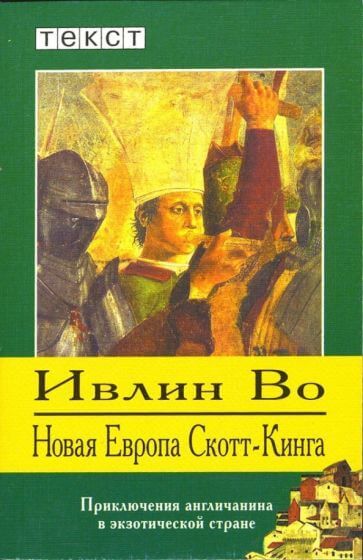 текст
Ивлин Во
Новая Европа Скотт-Кинга
Приключения англичанина
в экзотической стране